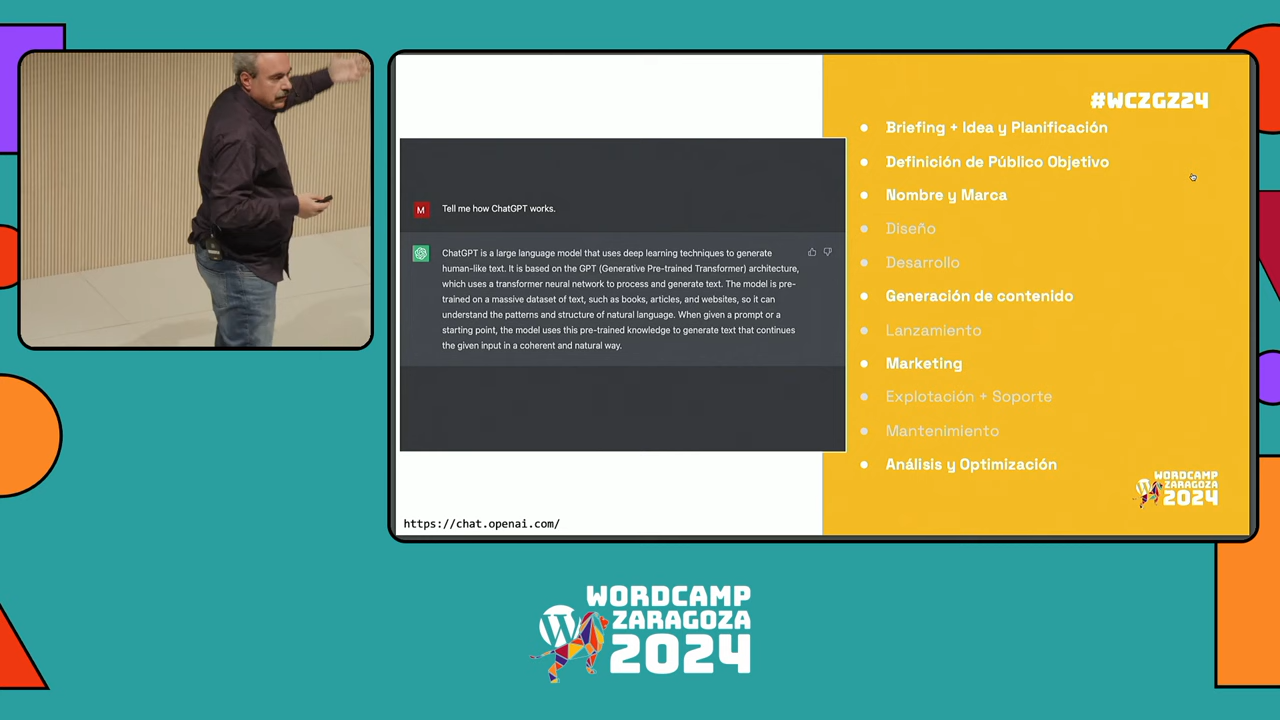 #WCZGZ24
M
Tell me how ChatGPT works.
ChatGPT is a large language model that uses deep learning techniques to generate
human-like text. It is based on the GPT (Generative Pre-trained Transformer) architecture,
which uses a transformer neural network to process and generate text. The model is pre-
trained on a massive dataset of text, such as books, articles, and websites, so it can
understand the patterns and structure of natural language. When given a prompt or a
starting point, the model uses this pre-trained knowledge to generate text that continues
the given input in a coherent and natural way.
https://chat.openai.com/
Briefing + Idea y Planificación
Definición de Público Objetivo
Nombre y Marca
Diseño
Desarrollo
Generación de contenido
Lanzamiento
Marketing
Explotación + Soporte
Mantenimiento
Análisis y Optimización
WORDCAMP
ZARAGOZA
2024
WORDCAMP
ZARAGOZA
2024